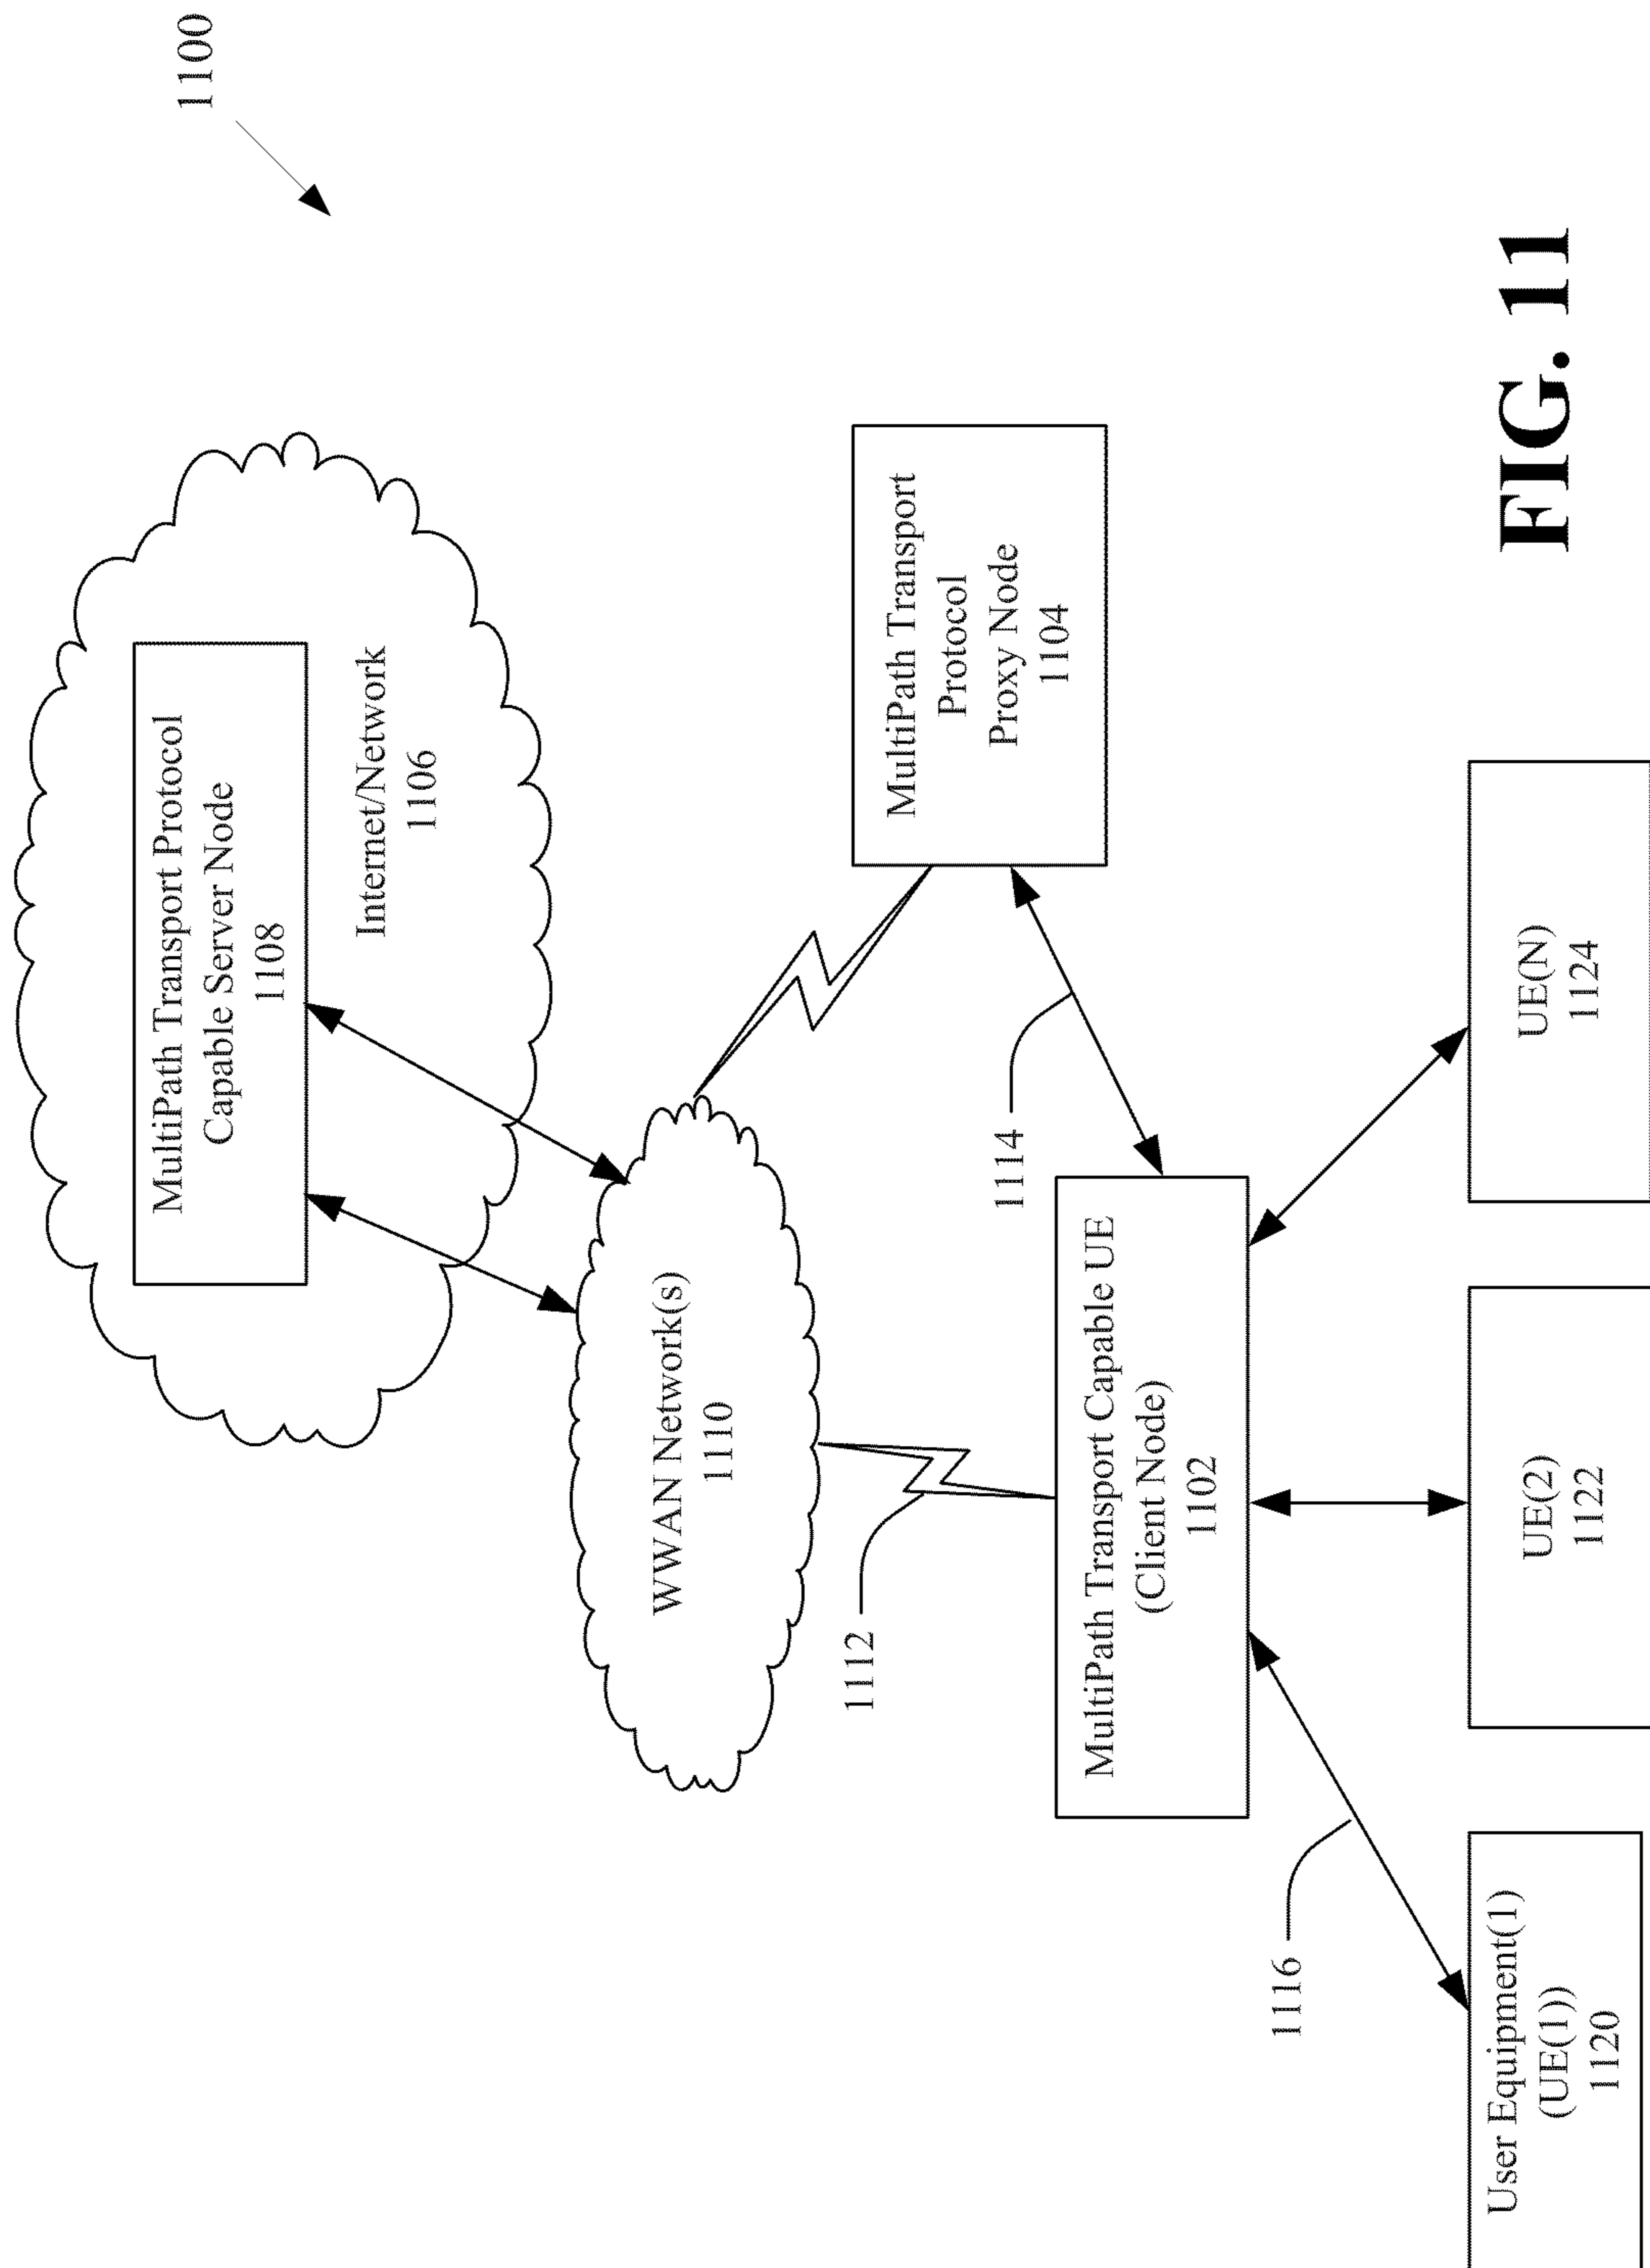 1100
MultiPath Transport Protocol
Capable Server Node
1108
Internet/Network
1106
WWAN Network(s)
1110
MultiPath Transport
Protocol
Proxy Node
1104
1112
1114
MultiPath Transport Capable UE
(Client Node)
1102
1116
User Equipment(1)
(UE(1))
1120
UE(2)
1122
UE(N)
1124
FIG. 11